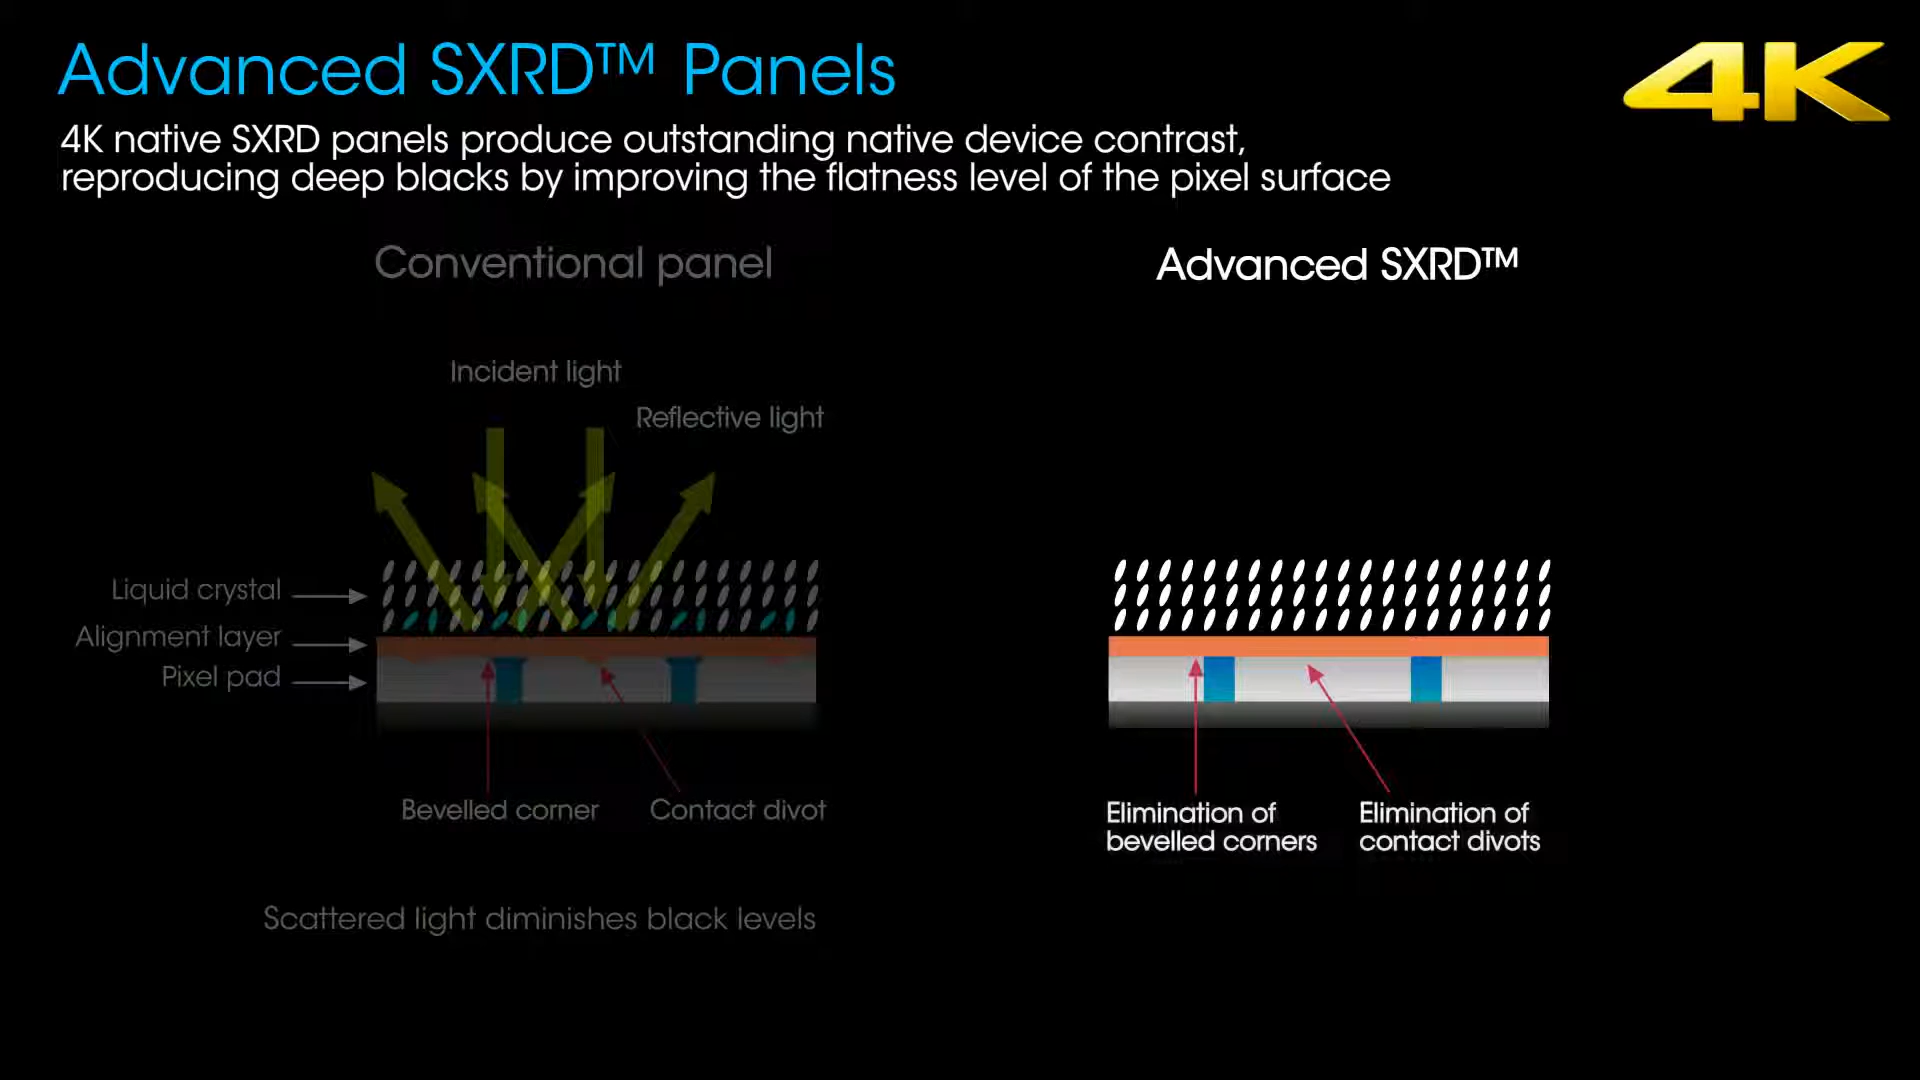 Advanced SXRD™ Panels
4K
4K native SXRD panels produce outstanding native device contrast,
reproducing deep blacks by improving the flatness level of the pixel surface
Conventional panel
Advanced SXRD™
Incident light
Reflective light
Liquid crystal
Alignment layer
Pixel pad
Bevelled corner
Contact divot
Elimination of
bevelled corners
Elimination of
contact divots
Scattered light diminishes black levels